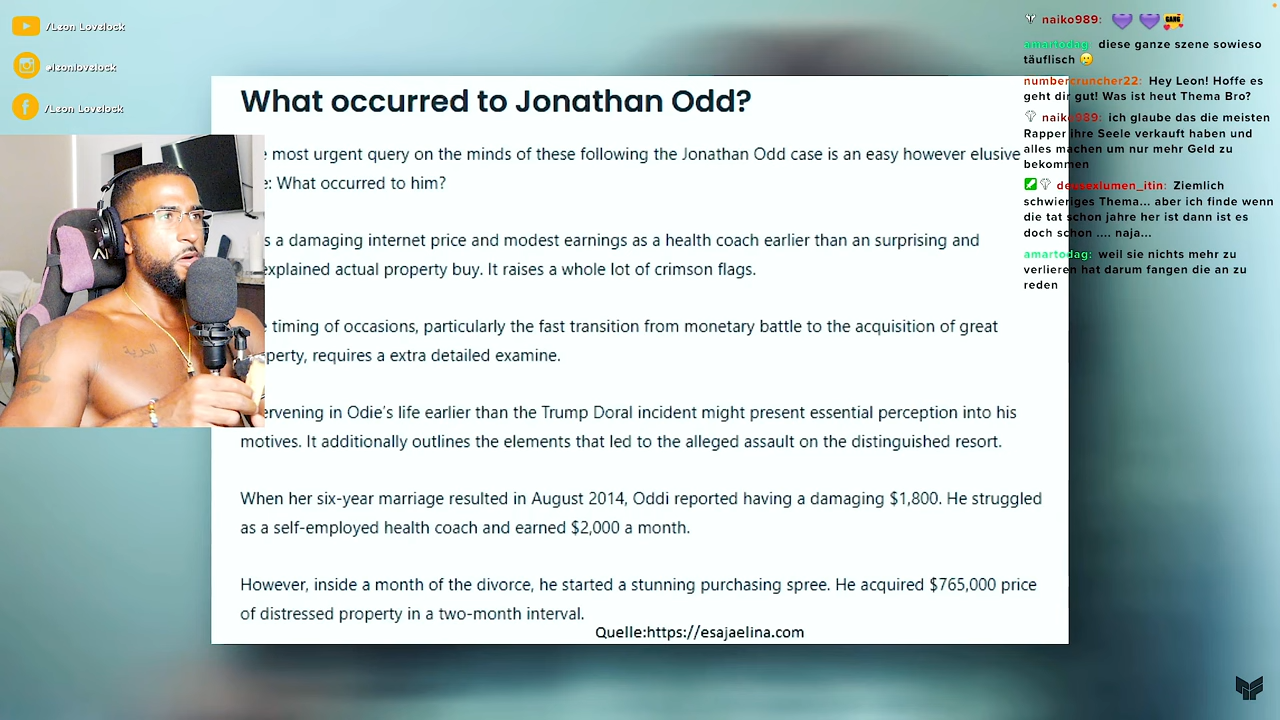 /Leon Lovelock
@leonlovelock
/Leon Lovelock
What occurred to Jonathan Odd?
most urgent query on the minds of these following the Jonathan Odd case is an easy however elusive
What occurred to him?
a damaging internet price and modest earnings as a health coach earlier than an surprising and
explained actual property buy. It raises a whole lot of crimson flags.
timing of occasions, particularly the fast transition from monetary battle to the acquisition of great
perty, requires a extra detailed examine.
ervening in Odie’s life earlier than the Trump Doral incident might present essential perception into his
motives. It additionally outlines the elements that led to the alleged assault on the distinguished resort.
When her six-year marriage resulted in August 2014, Oddi reported having a damaging $1,800. He struggled
as a self-employed health coach and earned $2,000 a month.
However, inside a month of the divorce, he started a stunning purchasing spree. He acquired $765,000 price
of distressed property in a two-month interval.
Quelle:https://esajaelina.com
naiko989:
GANG
amartodag: diese ganze szene sowieso
täuflisch
numbercruncher22: Hey Leon! Hoffe es
geht dir gut! Was ist heut Thema Bro?
naiko989: ich glaube das die meisten
Rapper ihre Seele verkauft haben und
alles machen um nur mehr Geld zu
bekommen
deusexlumen_itin: Ziemlich
schwieriges Thema... aber ich finde wenn
die tat schon jahre her ist dann ist es
doch schon .... naja...
amartodag: weil sie nichts mehr zu
verlieren hat darum fangen die an zu
reden